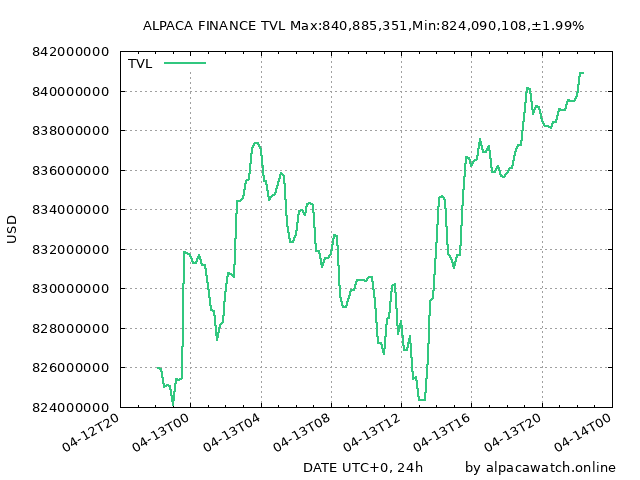 ALPACA FINANCE TVL Max:840,885,351,Min:824,090,108,±1.99%
TVL
842000000
840000000
838000000
836000000
834000000
832000000
830000000
828000000
826000000
824000000
USD
04-12T20
04-13T00
04-13T04
04-13T08
04-13T12
04-13T16
04-13T20
04-14T00
DATE UTC+0, 24h
by alpacawatch.online